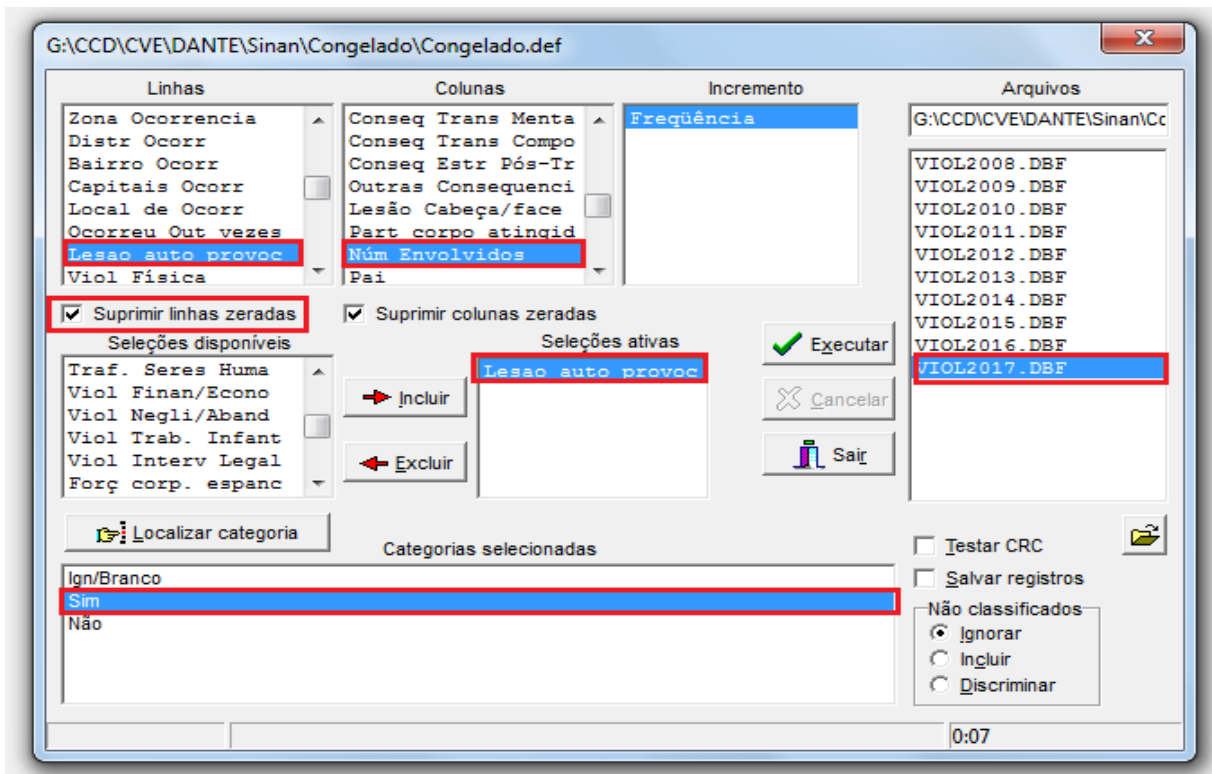 G:\CCD\CVE\DANTE\Sinan\Congelado\Congelado.def
Linhas
Zona Ocorrencia
Distr Ocorr
Bairro Ocorr
Capitais Ocorr
Local de Ocorr
Ocorreu Out vezes
Lesao auto provoc
Viol Física
Colunas
Conseq Trans Menta
Conseq Trans Compo
Conseq Estr Pós-Tr
Outras Consequenci
Lesão Cabeça/face
Part corpo atingid
Núm Envolvidos
Pai
Incremento
Freqüência
Arquivos
G:\CCD\CVE\DANTE\Sinan\Cc
VIOL2008.DBF
VIOL2009.DBF
VIOL2010.DBF
VIOL2011.DBF
VIOL2012.DBF
VIOL2013.DBF
VIOL2014.DBF
VIOL2015.DBF
VIOL2016.DBF
VIOL2017.DBF
Suprimir linhas zeradas
Suprimir colunas zeradas
Seleções disponíveis
Traf. Seres Huma
Viol Finan/Econo
Viol Negli/Aband
Viol Trab. Infant
Viol Interv Legal
Forç corp. espanc
Incluir
Excluir
Seleções ativas
Lesao auto provoc
Executar
Cancelar
Sair
Localizar categoria
Categorias selecionadas
Ign/Branco
Sim
Não
Testar CRC
Salvar registros
Não classificados
Ignorar
Incluir
Discriminar
0:07